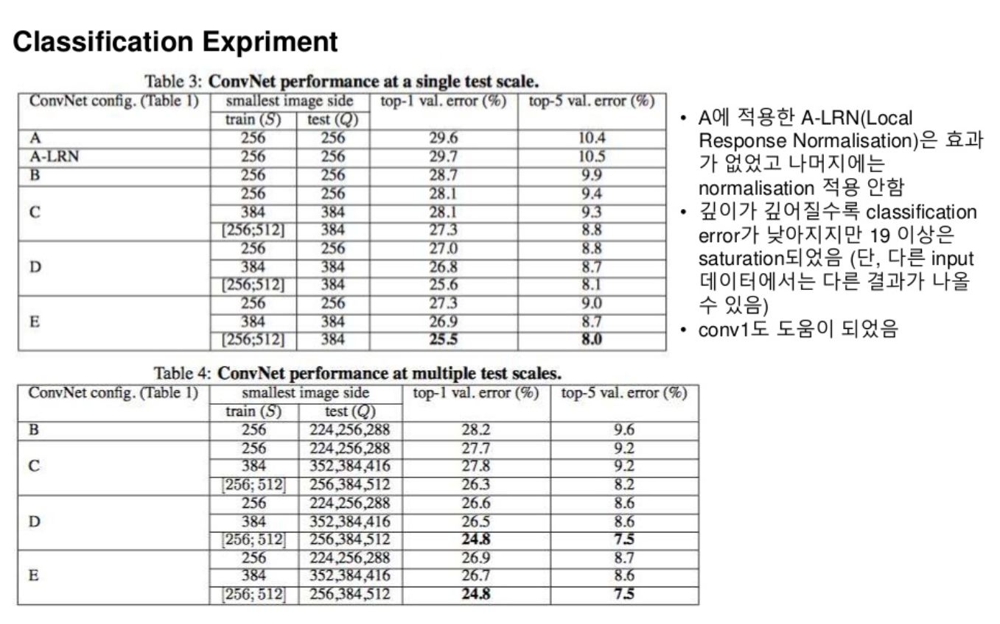 Classification Expriment
Table 3: ConvNet performance at a single test scale.
ConvNet config. (Table 1) smallest image side top-1 val. error (%) top-5 val. error (%)
train (S) test (Q)
A 256 256 29.6 10.4
A-LRN 256 256 29.7 10.5
B 256 256 28.7 9.9
256 256 28.1 9.4
C 384 384 28.1 9.3
[256;512] 384 27.3 8.8
256 256 27.0 8.8
D 384 384 26.8 8.7
[256;512] 384 25.6 8.1
256 256 27.3 9.0
E 384 384 26.9 8.7
[256;512] 384 25.5 8.0
• A에 적용한 A-LRN(Local
Response Normalisation)은 효과
가 없었고 나머지에는
normalisation 적용 안함
• 깊이가 깊어질수록 classification
error가 낮아지지만 19 이상은
saturation되었음 (단, 다른 input
데이터에서는 다른 결과가 나올
수 있음)
• conv1도 도움이 되었음
Table 4: ConvNet performance at multiple test scales.
ConvNet config. (Table 1) smallest image side top-1 val. error (%) top-5 val. error (%)
train (S) test (Q)
B 256 224,256,288 28.2 9.6
256 224,256,288 27.7 9.2
C 384 352,384,416 27.8 9.2
[256; 512] 256,384,512 26.3 8.2
256 224,256,288 26.6 8.6
D 384 352,384,416 26.5 8.6
[256; 512] 256,384,512 24.8 7.5
256 224,256,288 26.9 8.7
E 384 352,384,416 26.7 8.6
[256; 512] 256,384,512 24.8 7.5